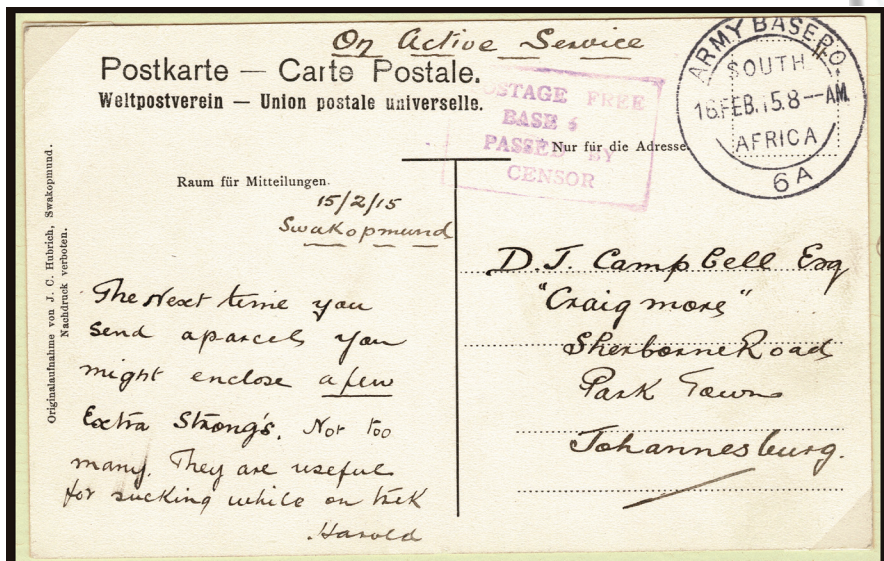 On Active Service
Postkarte — Carte Postale.
Weltpostverein — Union postale universelle.
OSTAGE FREE
BASE 6
PASSED BY
CENSOR
ARMY BASE P.O.
SOUTH
16 FEB. 15. 8 — AM.
AFRICA
6A
Nur für die Adresse.
Raum für Mitteilungen.
15/2/15
Swakopmund
The Next time you
send a parcel, you
might enclose a few
Extra Strong's. Not too
many. They are useful
for sucking while on trek
Harold
D. J. Campbell Esq
"Craigmore"
Sherborne Road
Park Town
Johannesburg.
Originalaufnahme von J. C. Hubrich, Swakopmund.
Nachdruck verboten.